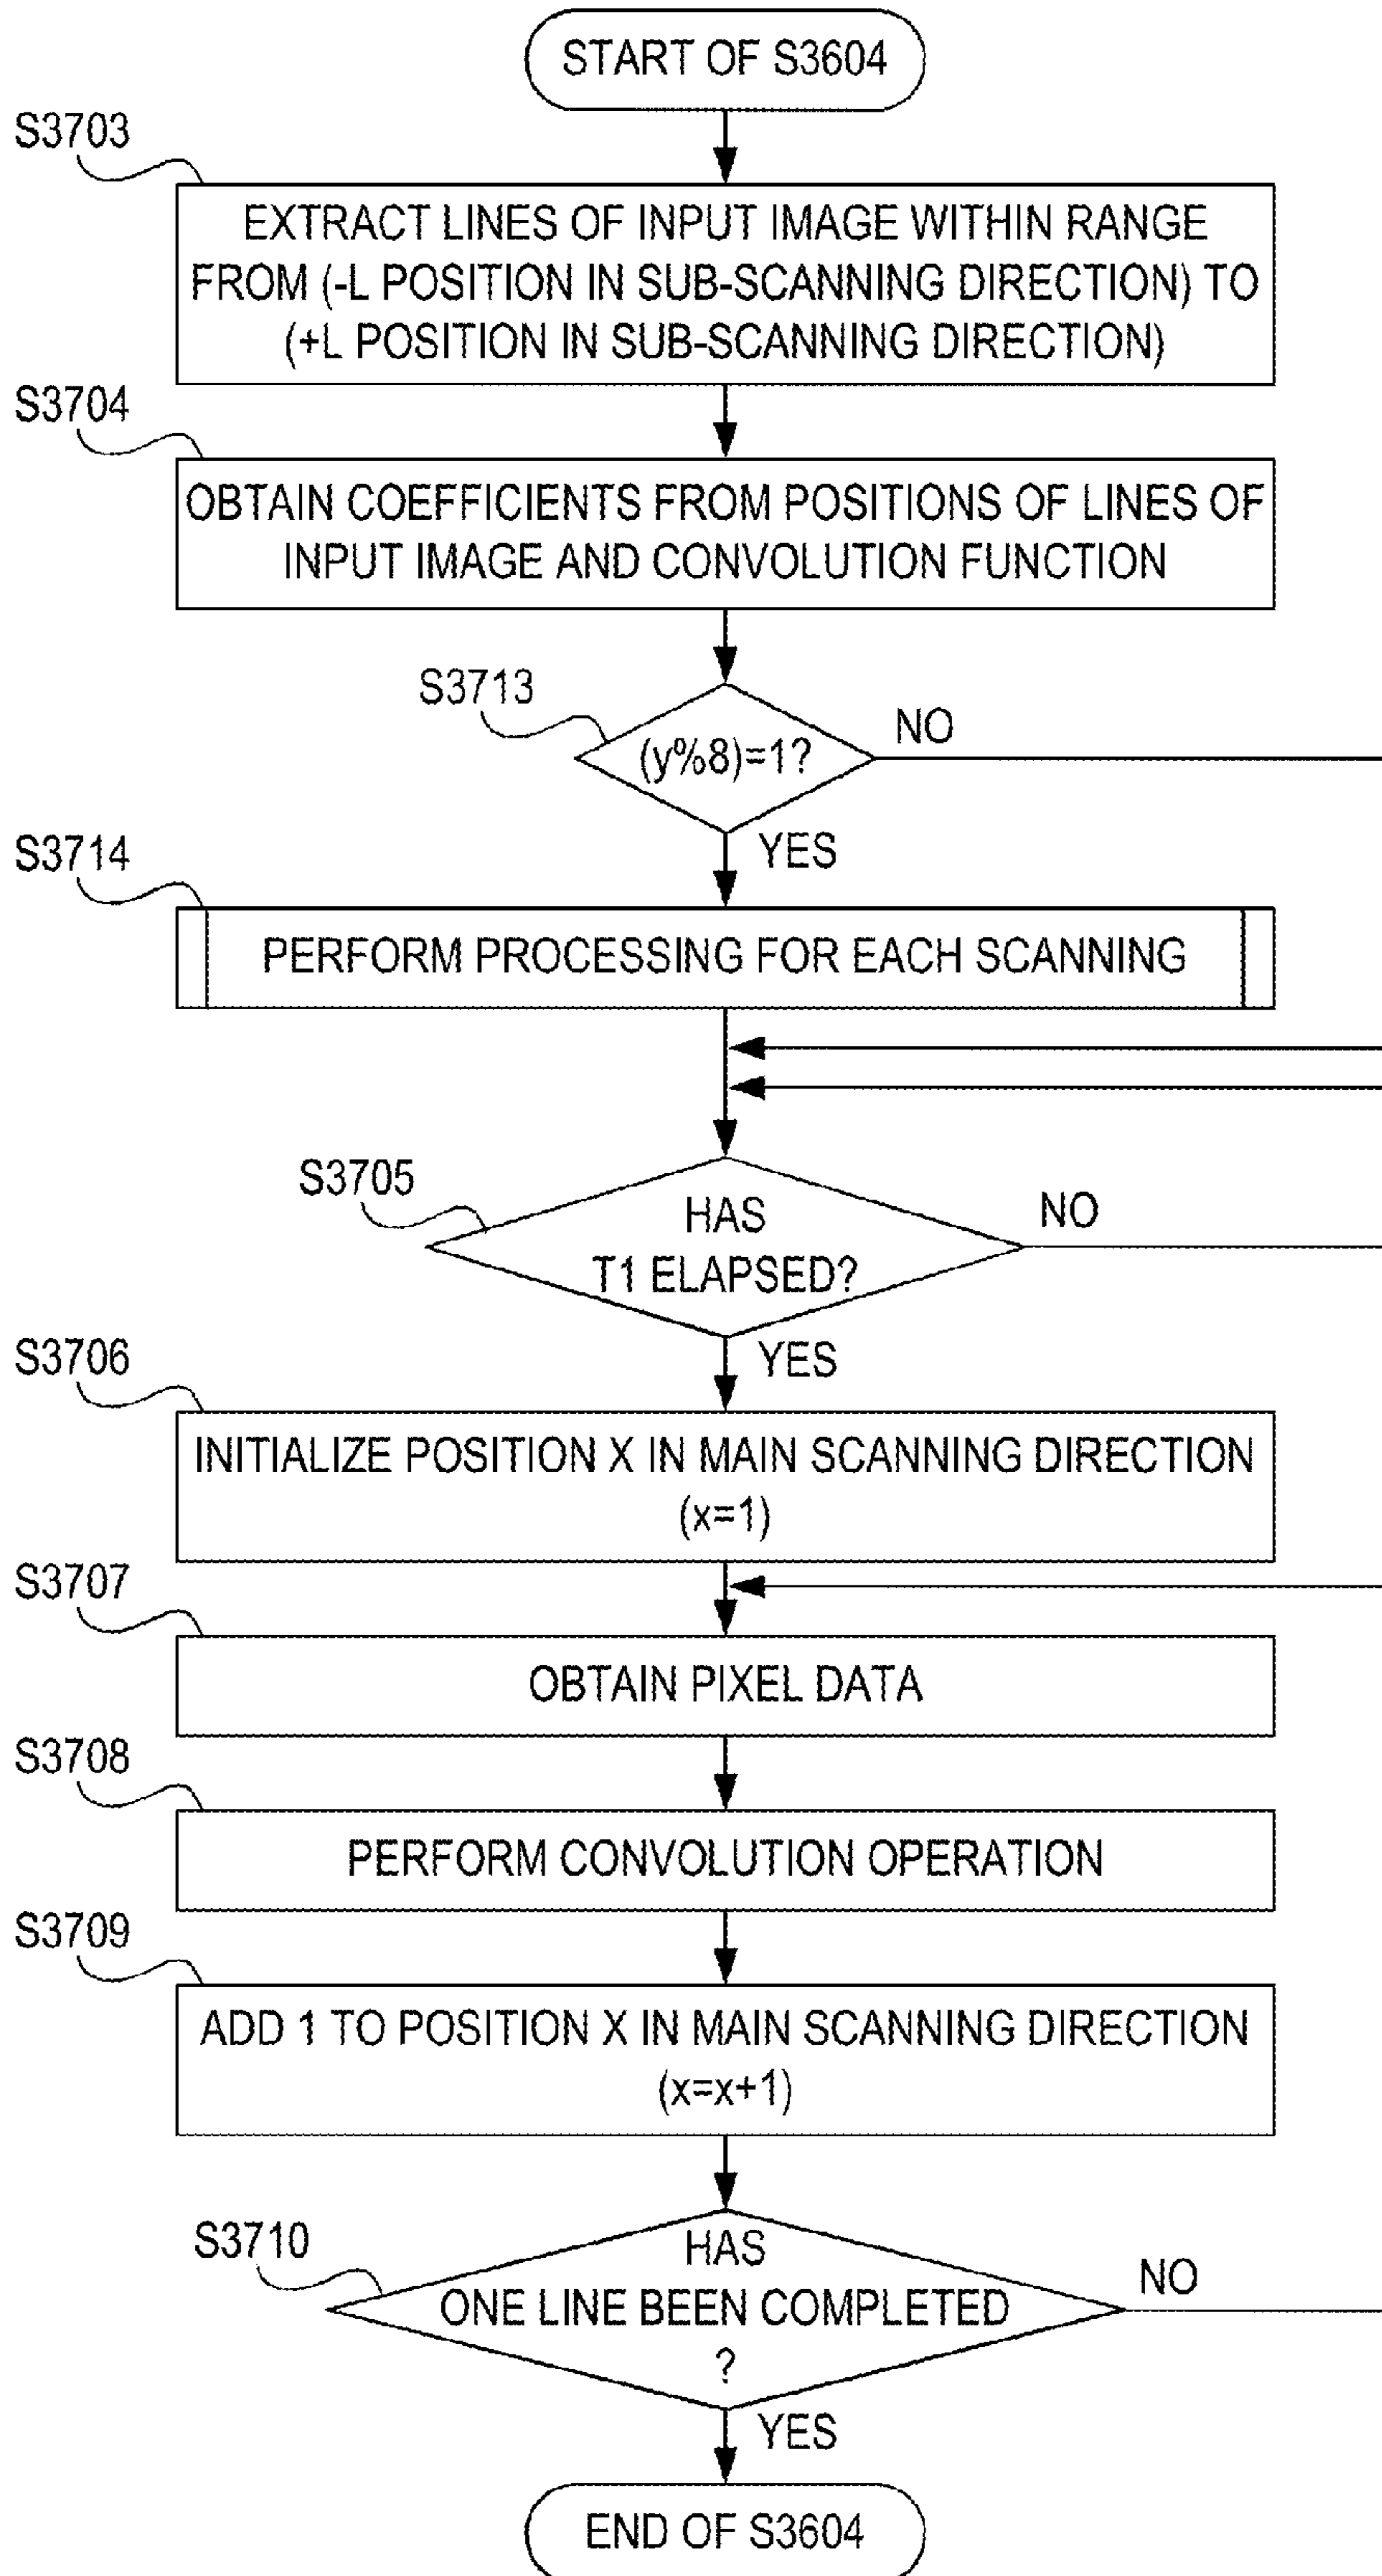 START OF S3604
S3703
EXTRACT LINES OF INPUT IMAGE WITHIN RANGE
FROM (-L POSITION IN SUB-SCANNING DIRECTION) TO
(+L POSITION IN SUB-SCANNING DIRECTION)
S3704
OBTAIN COEFFICIENTS FROM POSITIONS OF LINES OF
INPUT IMAGE AND CONVOLUTION FUNCTION
S3713
(y%8)=1?
NO
YES
S3714
PERFORM PROCESSING FOR EACH SCANNING
S3705
HAS
T1 ELAPSED?
NO
YES
S3706
INITIALIZE POSITION X IN MAIN SCANNING DIRECTION
(x=1)
S3707
OBTAIN PIXEL DATA
S3708
PERFORM CONVOLUTION OPERATION
S3709
ADD 1 TO POSITION X IN MAIN SCANNING DIRECTION
(x=x+1)
S3710
HAS
ONE LINE BEEN COMPLETED
?
NO
YES
END OF S3604